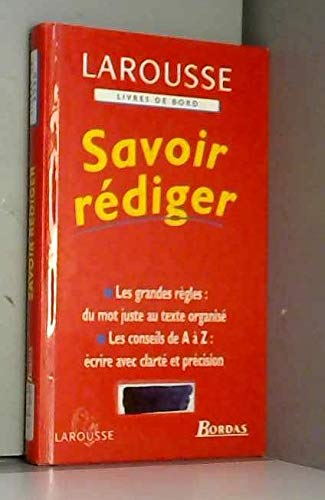 LAROUSSE
LIVRES DE BORD
Savoir
rédiger
Les grandes règles :
du mot juste au texte organisé
Les conseils de A à Z :
écrire avec clarté et précision
LAROUSSE
BORDAS
SAVOIR RÉDIGER